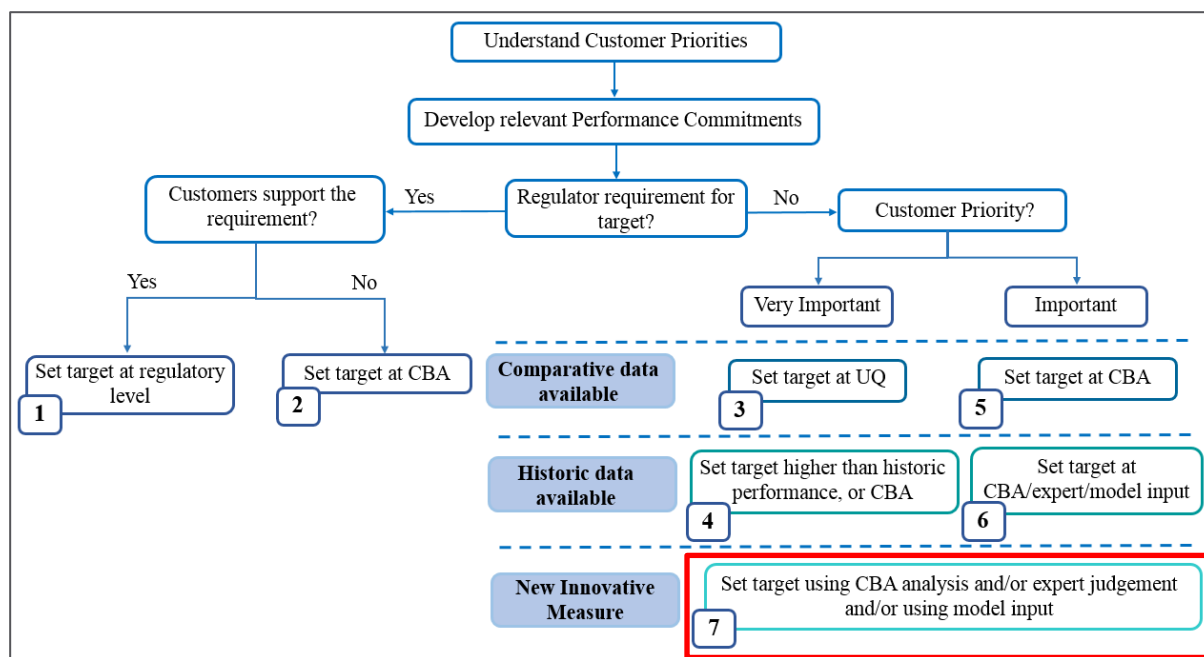 Understand Customer Priorities
Develop relevant Performance Commitments
Customers support the
requirement?
Yes
Regulator requirement for
target?
No
Customer Priority?
Yes
No
Very Important
Important
Set target at regulatory
level
1
Set target at CBA
2
Comparative data
available
Set target at UQ
3
Set target at CBA
5
Historic data
available
Set target higher than historic
performance, or CBA
4
Set target at
CBA/expert/model input
6
New Innovative
Measure
Set target using CBA analysis and/or expert judgement
and/or using model input
7